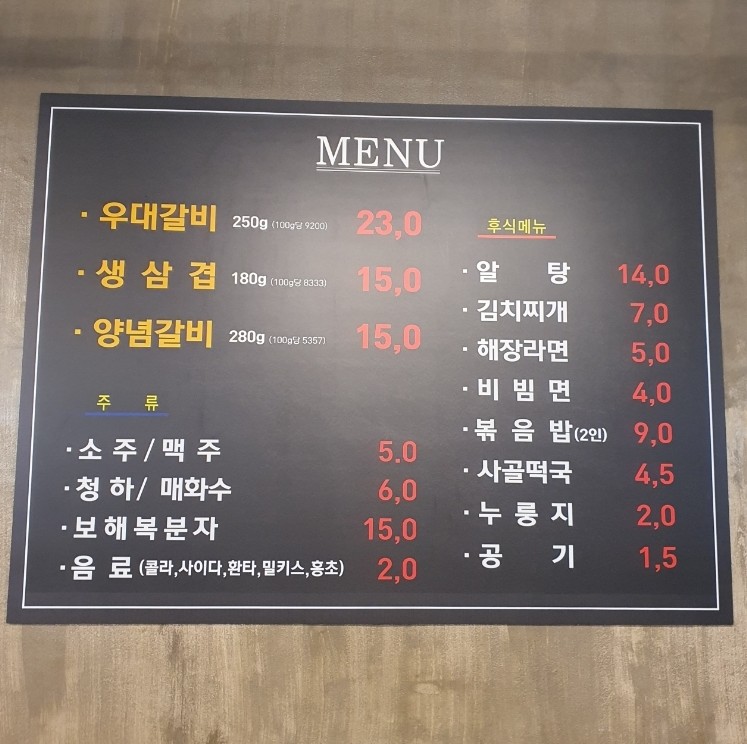 MENU
· 우대갈비 250g (100g당 9200) 23,0
· 생 삼 겹 180g (100g당 8333) 15,0
· 양념갈비 280g (100g당 5357) 15,0
주 류
· 소 주 / 맥 주 5.0
· 청 하 / 매화수 6,0
· 보해복분자 15,0
· 음 료 (콜라,사이다,환타,밀키스,홍초) 2,0
후식메뉴
· 알 탕 14,0
· 김치찌개 7,0
· 해장라면 5,0
· 비 빔 면 4,0
· 볶 음 밥 (2인) 9,0
· 사골떡국 4,5
· 누 룽 지 2,0
· 공 기 1,5